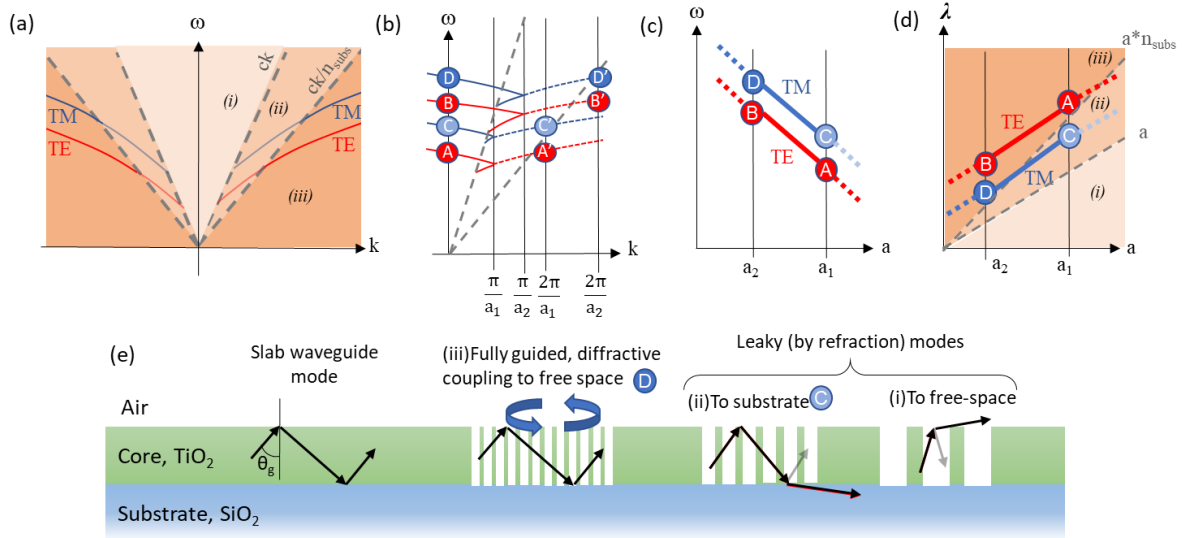 (a)
ω
ck
ck/n_subs
(i)
(ii)
TM
TM
TE
TE
(iii)
k
(b)
ω
D
D′
B
B′
C
C′
A
A′
k
π/a₁
π/a₂
2π/a₁
2π/a₂
(c)
ω
D
TM
B
C
TE
A
a₂
a₁
a
(d)
λ
a*n_subs
(iii)
A
(ii)
TE
C
a
B
TM
D
(i)
a₂
a₁
a
(e)
Slab waveguide
mode
(iii)Fully guided, diffractive
coupling to free space D
Leaky (by refraction) modes
(ii)To substrate C
(i)To free-space
Air
Core, TiO₂
θg
Substrate, SiO₂